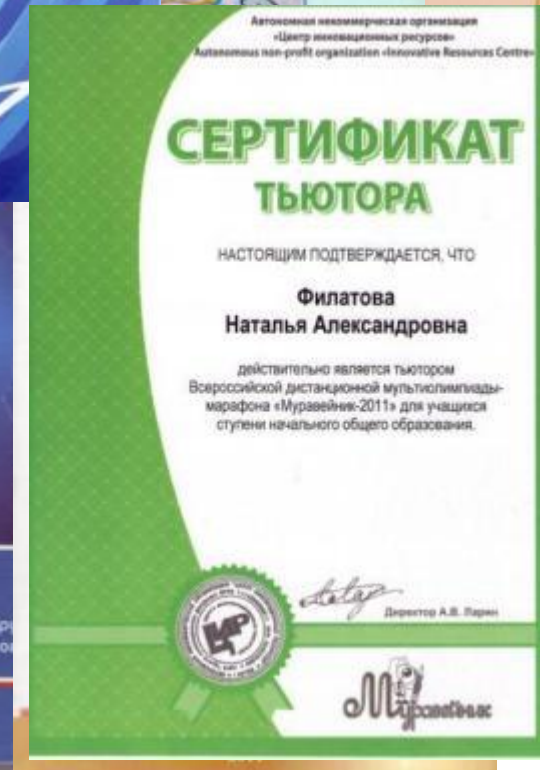 Автономная некоммерческая организация
«Центр инновационных ресурсов»
Autonomous non-profit organization «Innovative Resources Centre»
СЕРТИФИКАТ
ТЬЮТОРА
НАСТОЯЩИМ ПОДТВЕРЖДАЕТСЯ, ЧТО
Филатова
Наталья Александровна
действительно является тьютором
Всероссийской дистанционной мультиолимпиады-
марафона «Муравейник-2011» для учащихся
ступени начального общего образования.
Директор А.В. Ларин
ЦИР
Муравейник